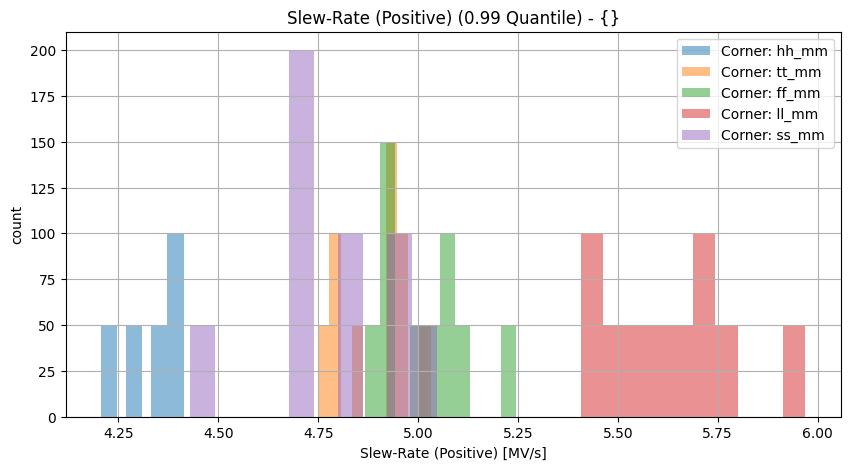 Slew-Rate (Positive) (0.99 Quantile) - {}
Corner: hh_mm
Corner: tt_mm
Corner: ff_mm
Corner: ll_mm
Corner: ss_mm
count
200
175
150
125
100
75
50
25
0
4.25 4.50 4.75 5.00 5.25 5.50 5.75 6.00
Slew-Rate (Positive) [MV/s]